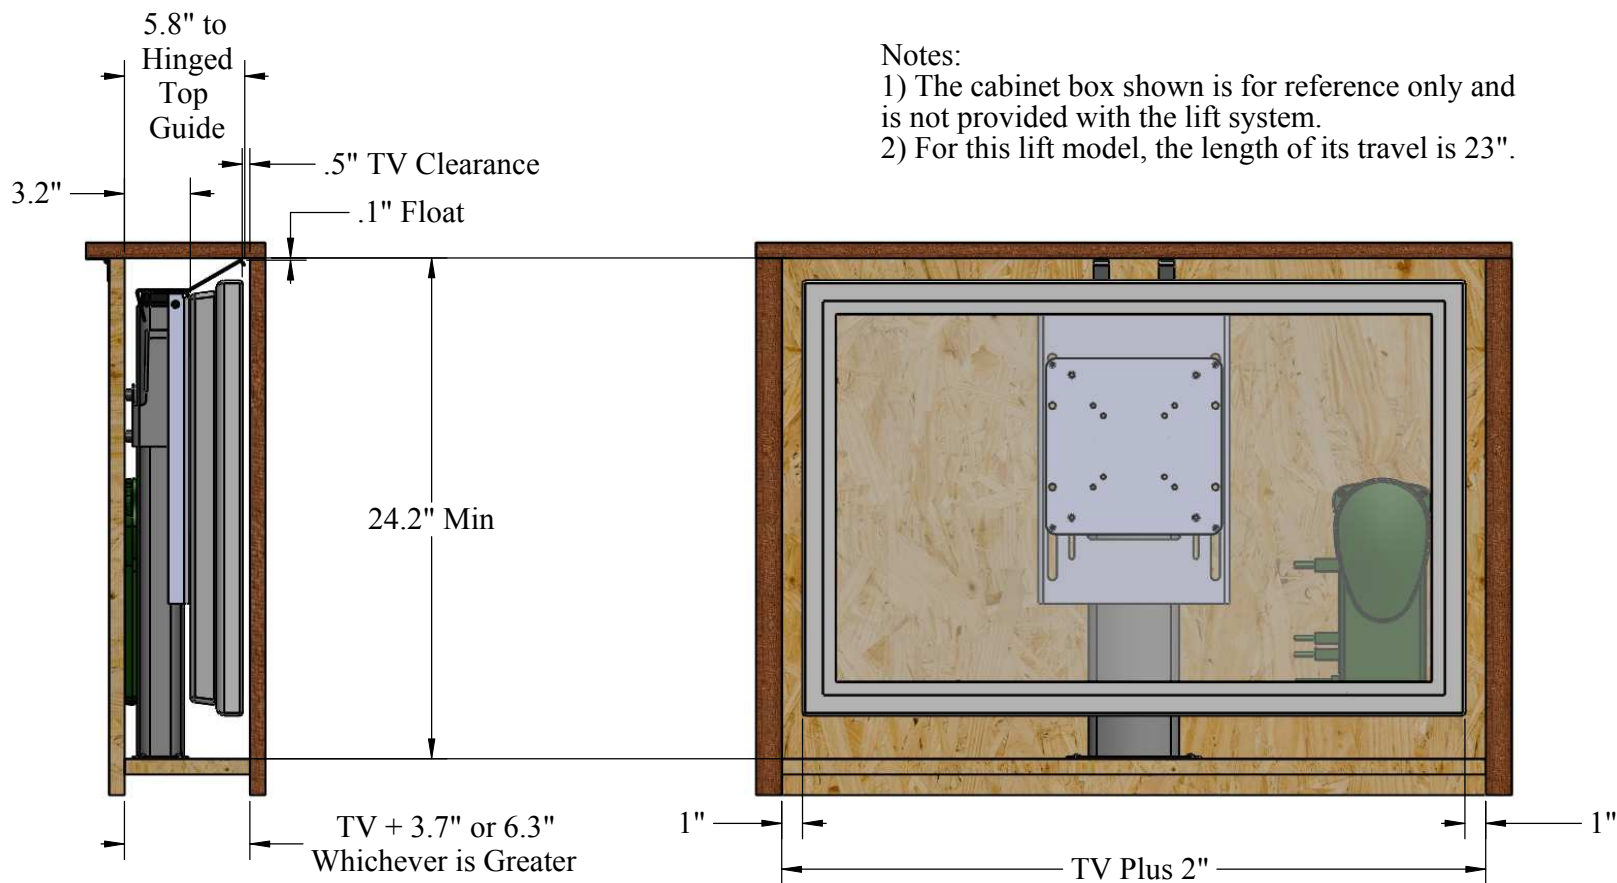 5.8" to
Hinged
Top
Guide
Notes:
1) The cabinet box shown is for reference only and
is not provided with the lift system.
2) For this lift model, the length of its travel is 23".
.5" TV Clearance
3.2"
.1" Float
24.2" Min
TV + 3.7" or 6.3"
Whichever is Greater
1"
1"
TV Plus 2"